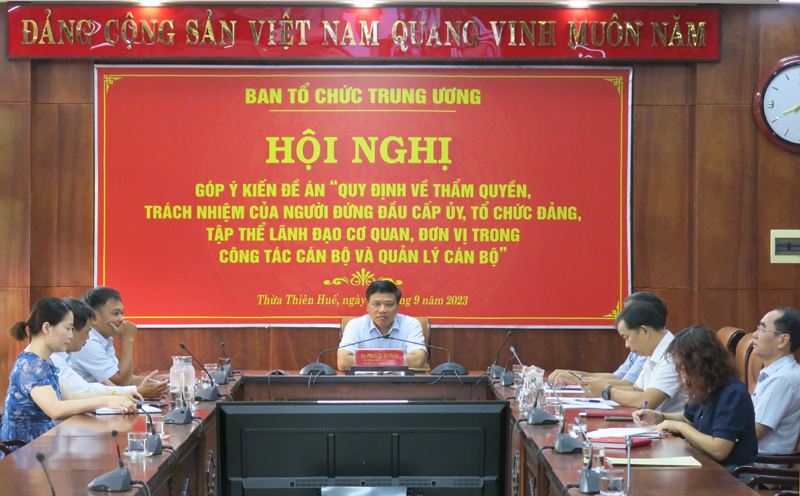 ĐẢNG CỘNG SẢN VIỆT NAM QUANG VINH MUÔN NĂM
BAN TỔ CHỨC TRUNG ƯƠNG
HỘI NGHỊ
GÓP Ý KIẾN ĐỀ ÁN “QUY ĐỊNH VỀ THẨM QUYỀN,
TRÁCH NHIỆM CỦA NGƯỜI ĐỨNG ĐẦU CẤP ỦY, TỔ CHỨC ĐẢNG,
TẬP THỂ LÃNH ĐẠO CƠ QUAN, ĐƠN VỊ TRONG
CÔNG TÁC CÁN BỘ VÀ QUẢN LÝ CÁN BỘ”
Thừa Thiên Huế, ngày 9 năm 2023